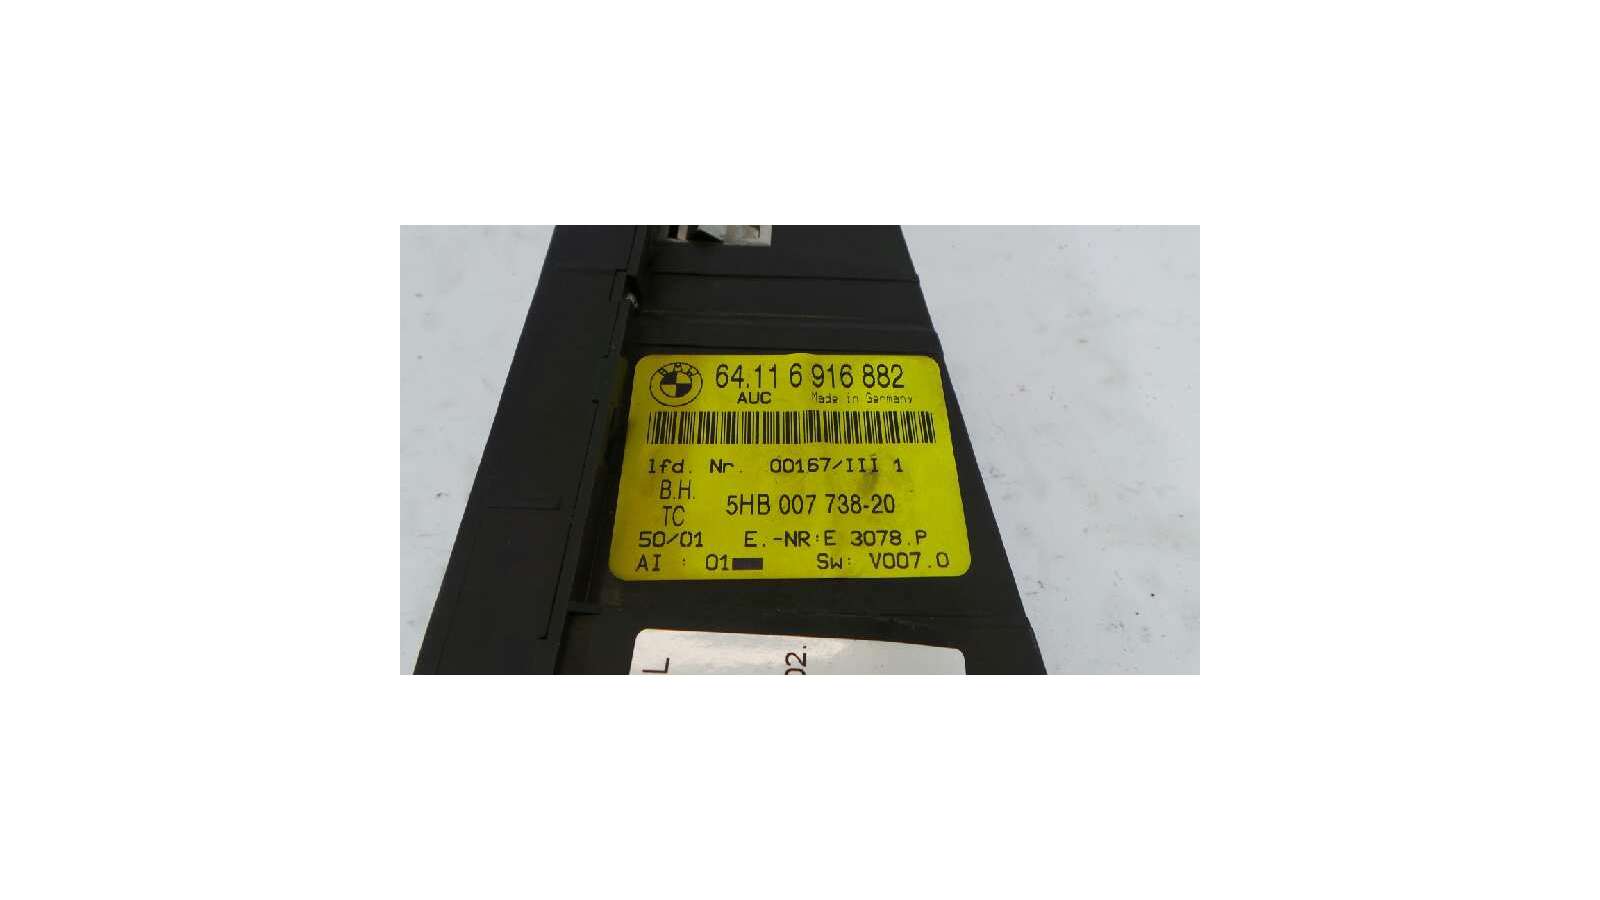 BMW 64.11 6 916 882
AUC Made in Germany
lfd. Nr. 00167/III 1
B.H.
TC 5HB 007 738-20
50/01 E.-NR:E 3078.P
AI : 01 Sw: V007.0
L 02.